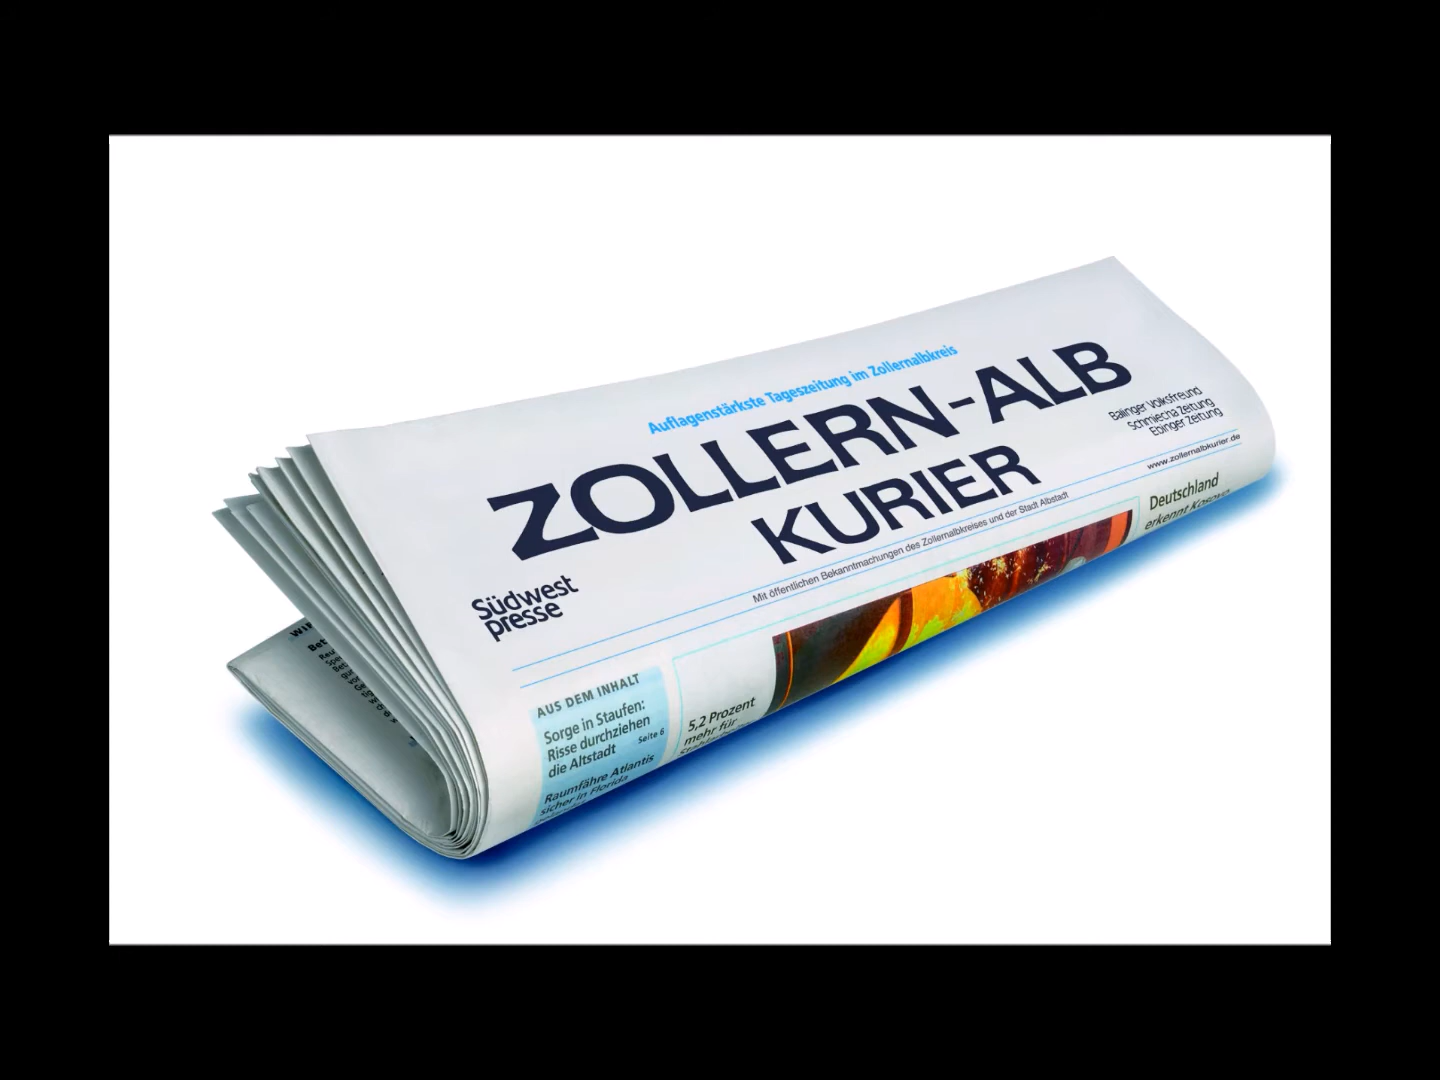 Auflagenstärkste Tageszeitung im Zollernalbkreis
ZOLLERN-ALB
KURIER
Balinger Volksfreund
Schmiecha Zeitung
Ebinger Zeitung
www.zollernalbkurier.de
Südwest
presse
Mit öffentlichen Bekanntmachungen des Zollernalbkreises und der Stadt Albstadt
Deutschland
erkennt Kosovo
AUS DEM INHALT
Sorge in Staufen:
Risse durchziehen
die Altstadt
Seite 6
Raumfähre Atlantis
sicher in Florida
5,2 Prozent
mehr für